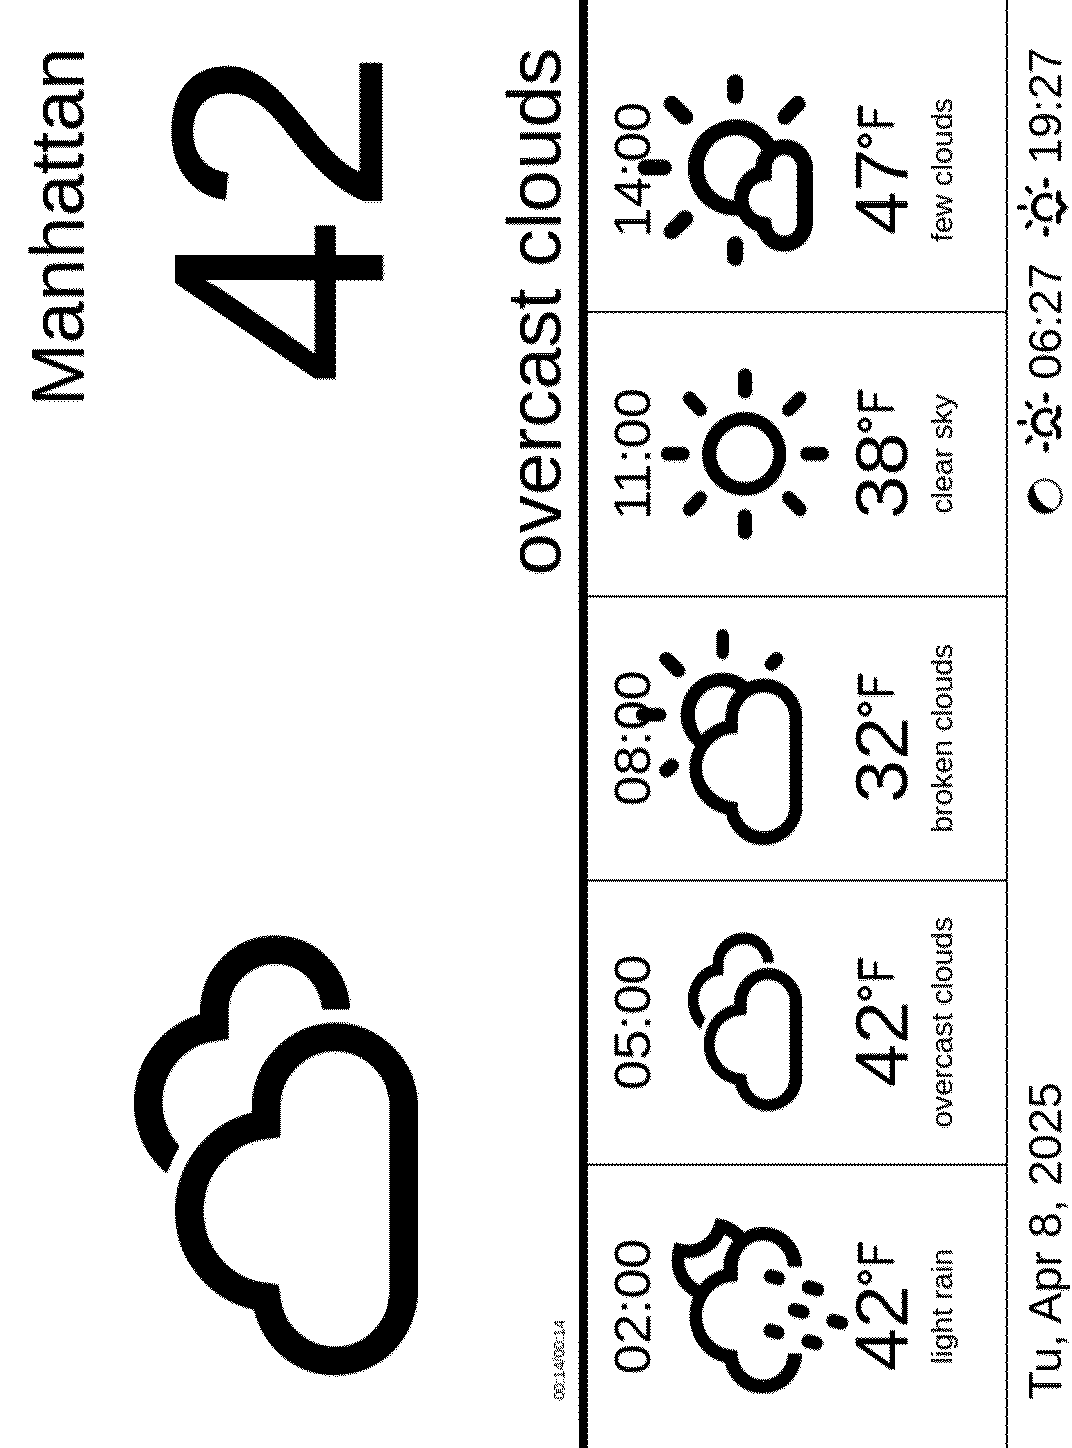 Manhattan
42
overcast clouds
00:14/00:14
02:00 05:00 08:00 11:00 14:00
42°F 42°F 32°F 38°F 47°F
light rain overcast clouds broken clouds clear sky few clouds
Tu, Apr 8, 2025 06:27 19:27